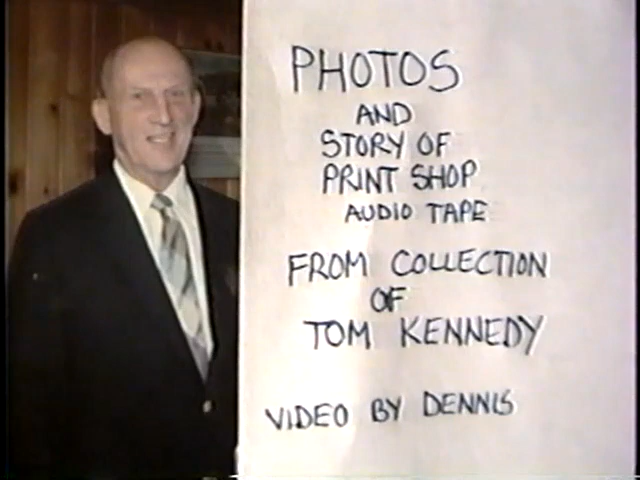 PHOTOS
AND
STORY OF
PRINT SHOP
AUDIO TAPE
FROM COLLECTION
OF
TOM KENNEDY
VIDEO BY DENNIS